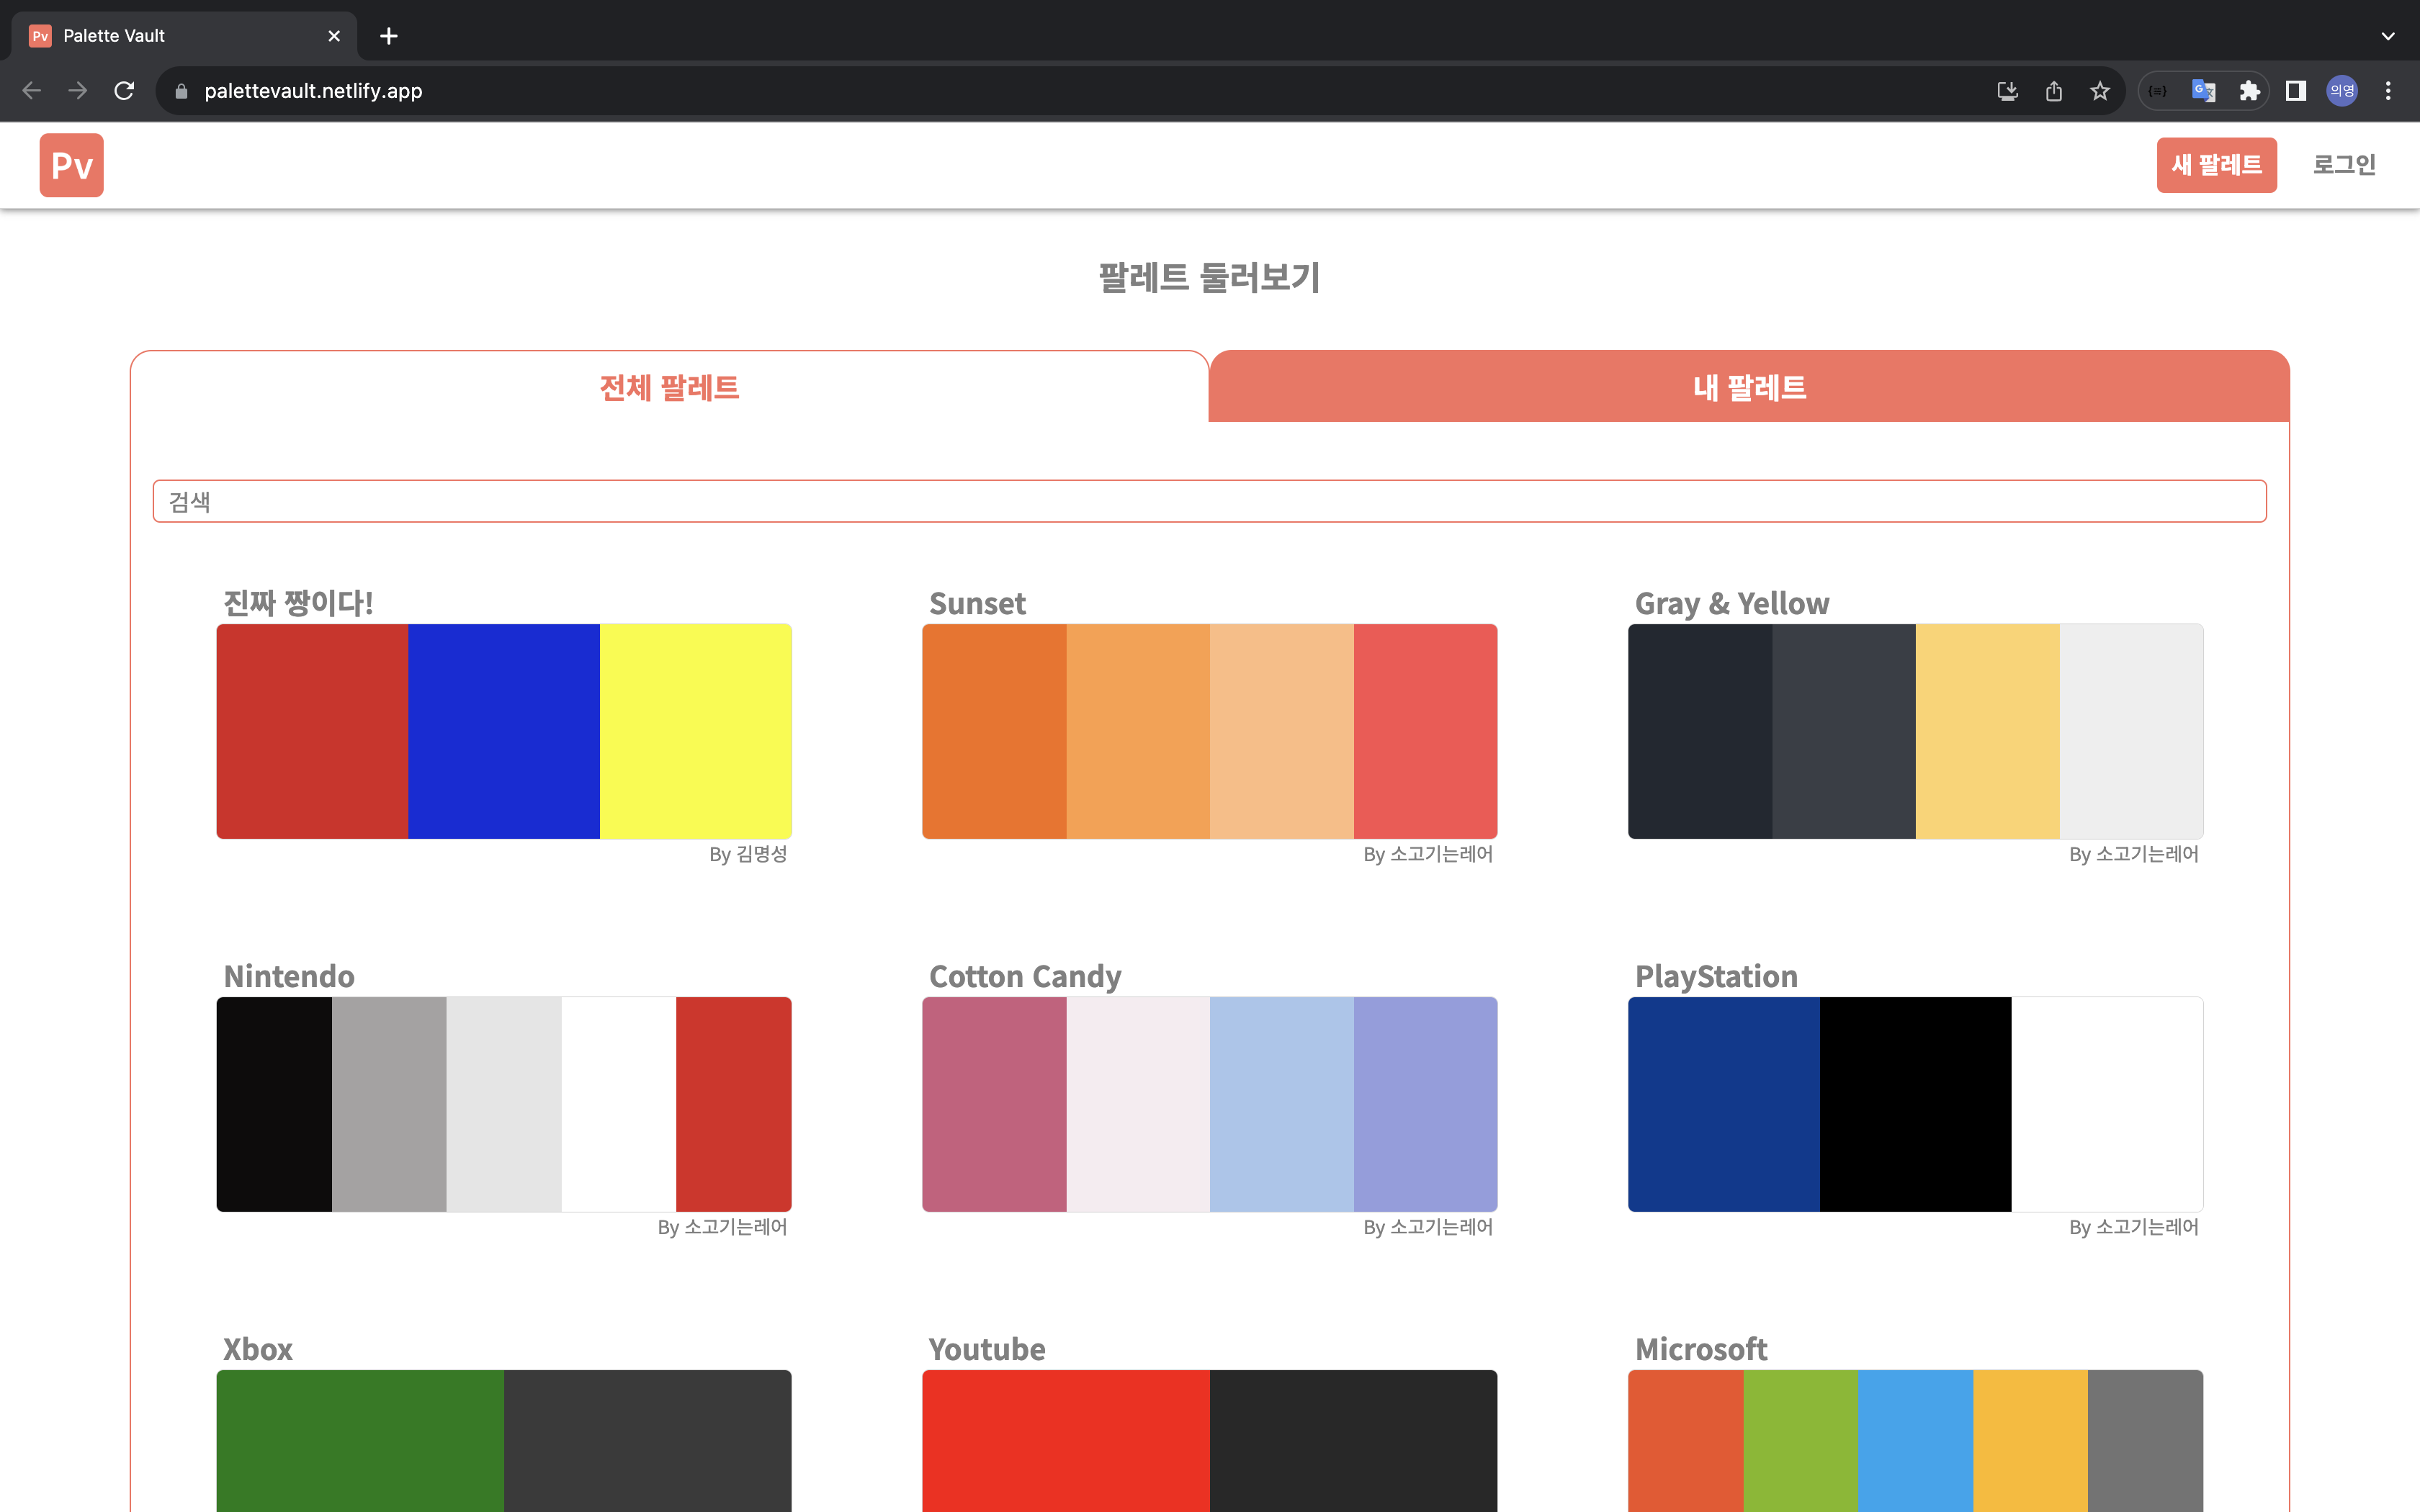 Pv Palette Vault
palettevault.netlify.app
의영
Pv
새 팔레트 로그인
팔레트 둘러보기
전체 팔레트 내 팔레트
검색
진짜 짱이다! Sunset Gray & Yellow
By 김명성 By 소고기는레어 By 소고기는레어
Nintendo Cotton Candy PlayStation
By 소고기는레어 By 소고기는레어 By 소고기는레어
Xbox Youtube Microsoft